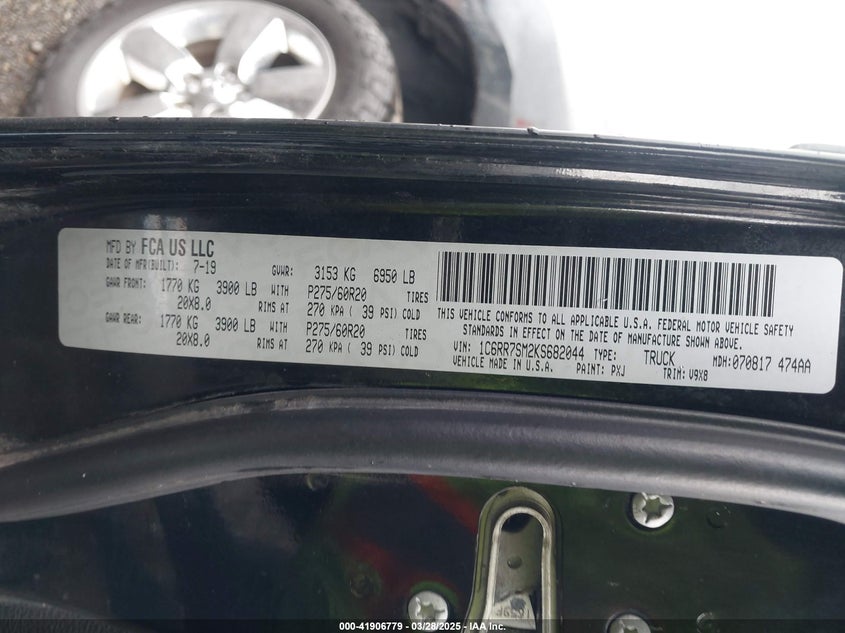 MFD BY FCA US LLC
DATE OF MFR(BUILT): 7-19 GVWR: 3153 KG 6950 LB
GAWR FRONT: 1770 KG 3900 LB WITH P275/60R20 TIRES
20X8.0 RIMS AT 270 KPA ( 39 PSI) COLD
GAWR REAR: 1770 KG 3900 LB WITH P275/60R20 TIRES
20X8.0 RIMS AT 270 KPA ( 39 PSI) COLD
THIS VEHICLE CONFORMS TO ALL APPLICABLE U.S.A. FEDERAL MOTOR VEHICLE SAFETY
STANDARDS IN EFFECT ON THE DATE OF MANUFACTURE SHOWN ABOVE.
VIN: 1C6RR7SM2KS682044 TYPE: TRUCK MDH:070817 474AA
VEHICLE MADE IN U.S.A. PAINT: PXJ TRIM: V9X8
000-41906779 - 03/28/2025 - IAA Inc.